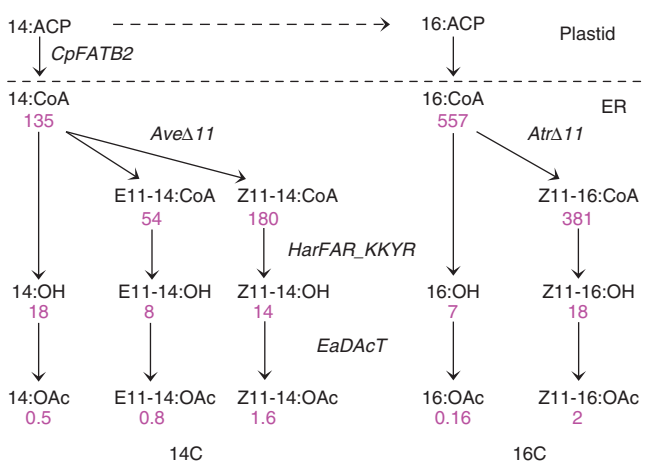 14:ACP 16:ACP Plastid
CpFATB2
14:CoA 16:CoA ER
135 557
AveΔ11 AtrΔ11
E11-14:CoA Z11-14:CoA Z11-16:CoA
54 180 381
HarFAR_KKYR
14:OH E11-14:OH Z11-14:OH 16:OH Z11-16:OH
18 8 14 7 18
EaDAcT
14:OAc E11-14:OAc Z11-14:OAc 16:OAc Z11-16:OAc
0.5 0.8 1.6 0.16 2
14C 16C